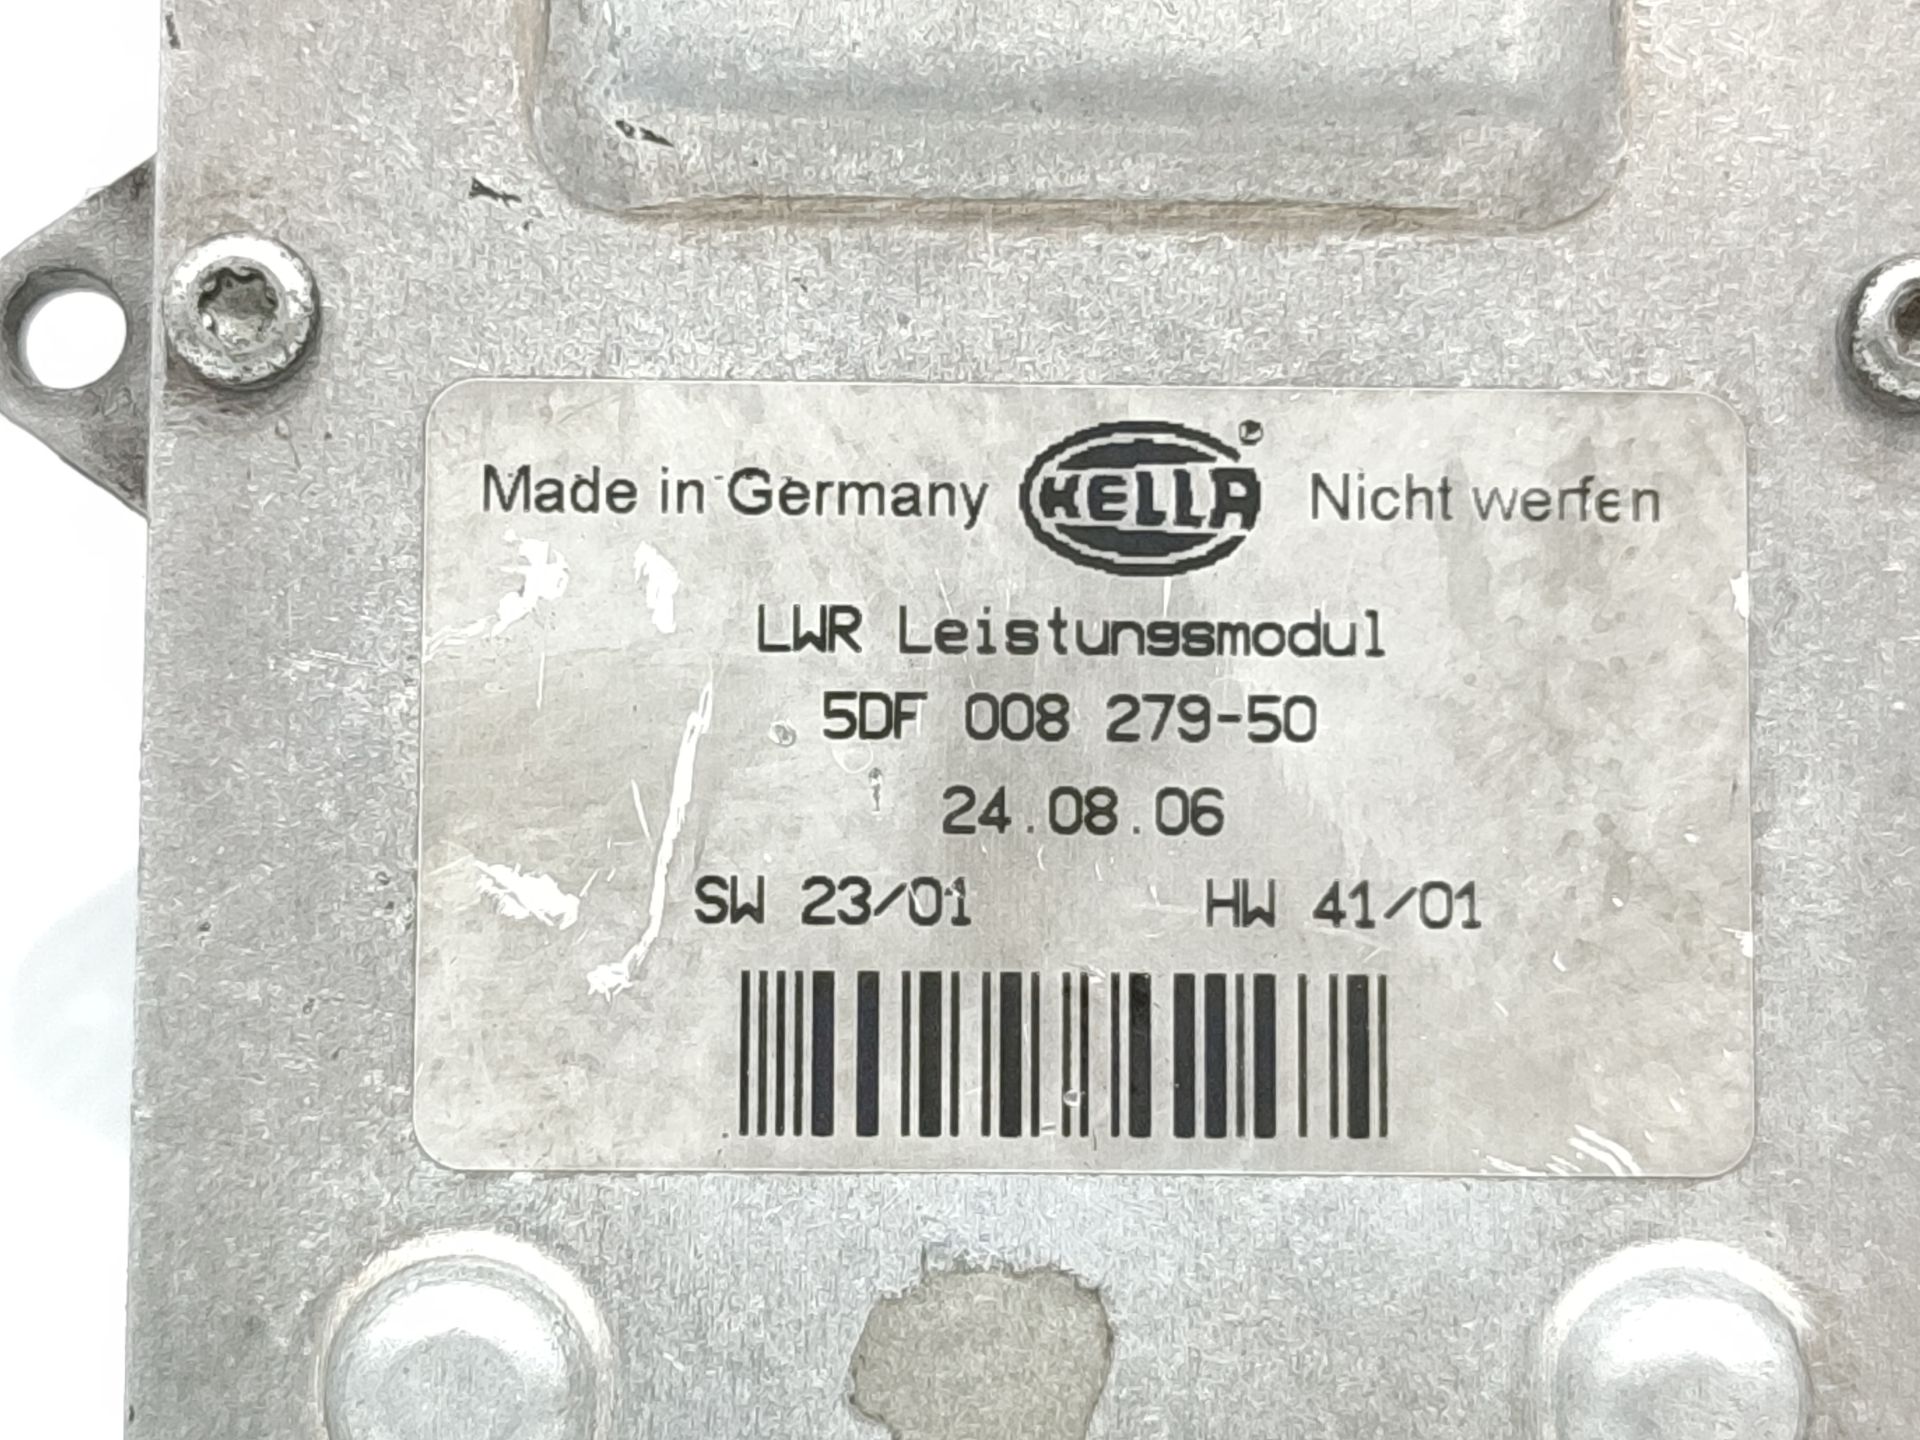 Made in Germany HELLA® Nicht werfen
LWR Leistungsmodul
5DF 008 279-50
24.08.06
SW 23/01 HW 41/01